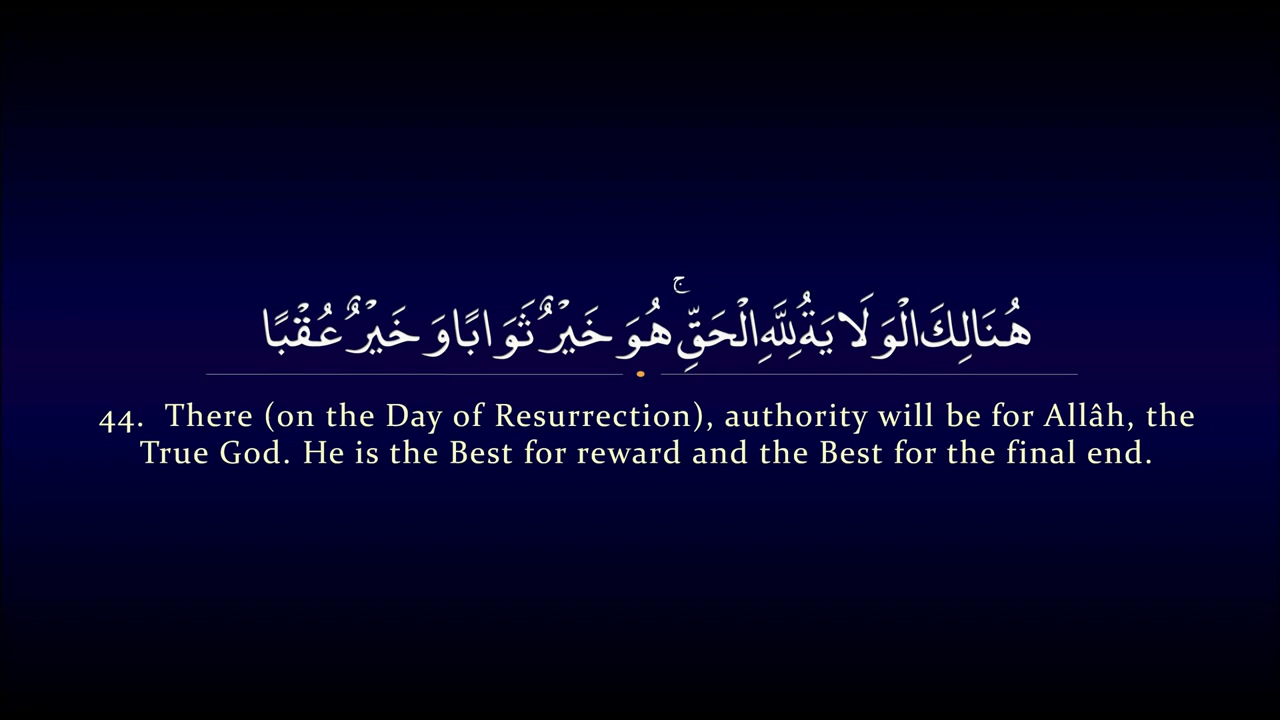 هُنَالِكَ الْوَلَايَةُ لِلَّهِ الْحَقِّ ۚ هُوَ خَيْرٌ ثَوَابًا وَخَيْرٌ عُقْبًا
44. There (on the Day of Resurrection), authority will be for Allâh, the
True God. He is the Best for reward and the Best for the final end.